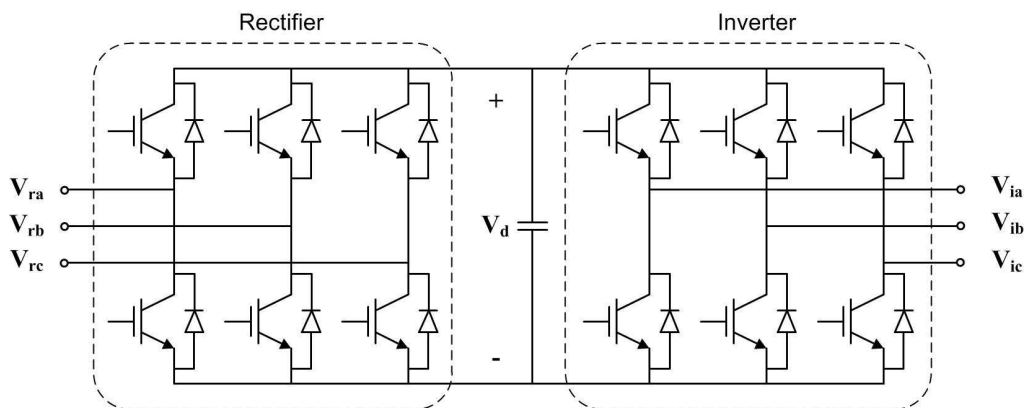 Rectifier
Inverter
+
V_ra
V_ia
V_rb
V_d
V_ib
V_rc
V_ic
-